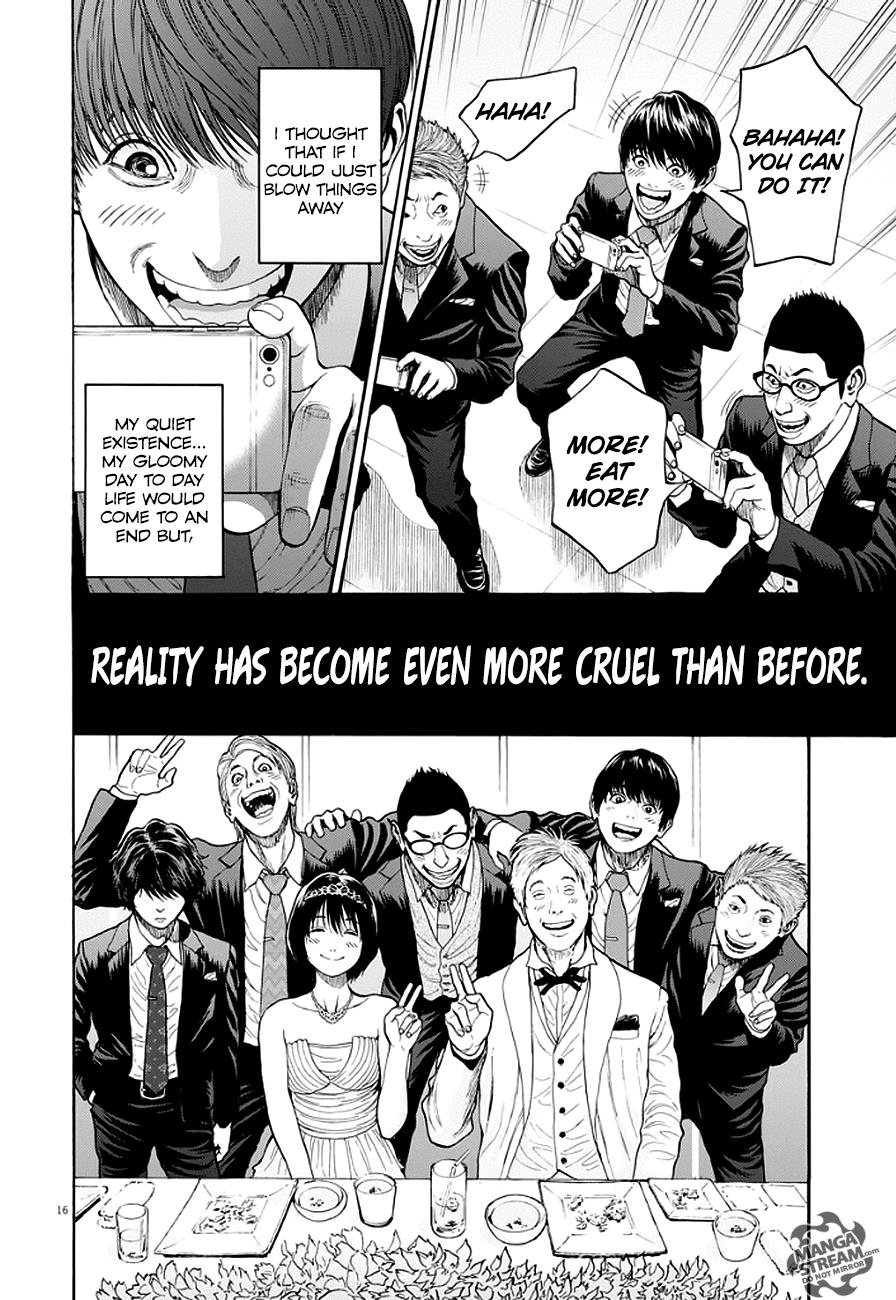 BAHAHA!
YOU CAN
DO IT!
HAHA!
MORE!
EAT
MORE!
I THOUGHT
THAT IF I
COULD JUST
BLOW THINGS
AWAY
MY QUIET
EXISTENCE...
MY GLOOMY
DAY TO DAY
LIFE WOULD
COME TO AN
END BUT,
REALITY HAS BECOME EVEN MORE CRUEL THAN BEFORE.
16
MANGA
STREAM.com
DO NOT MIRROR!